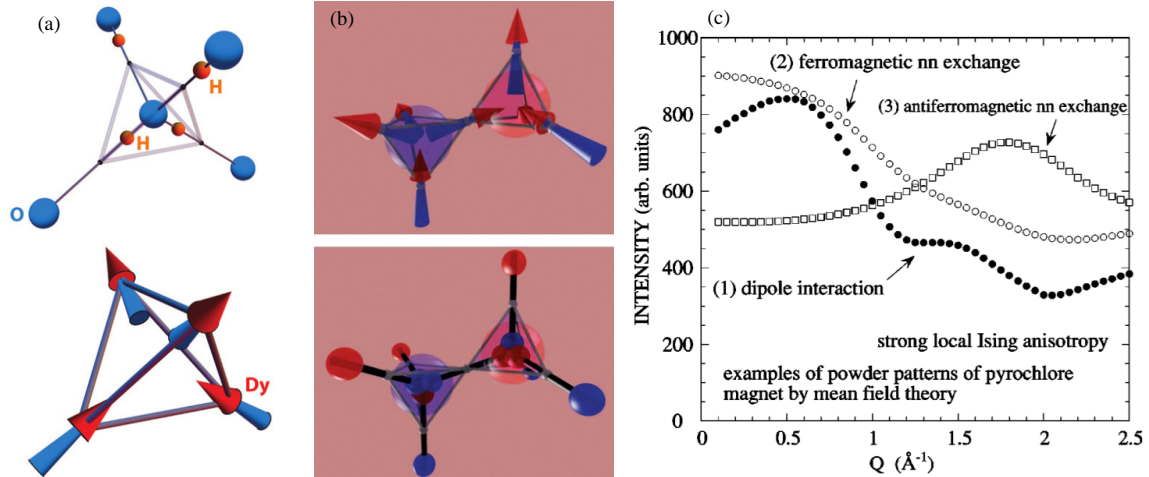 (a)
H
H
O
Dy
(b)
(c)
1000
800
600
400
200
0
INTENSITY (arb. units)
(2) ferromagnetic nn exchange
(3) antiferromagnetic nn exchange
(1) dipole interaction
strong local Ising anisotropy
examples of powder patterns of pyrochlore
magnet by mean field theory
0 0.5 1 1.5 2 2.5
Q (Å⁻¹)